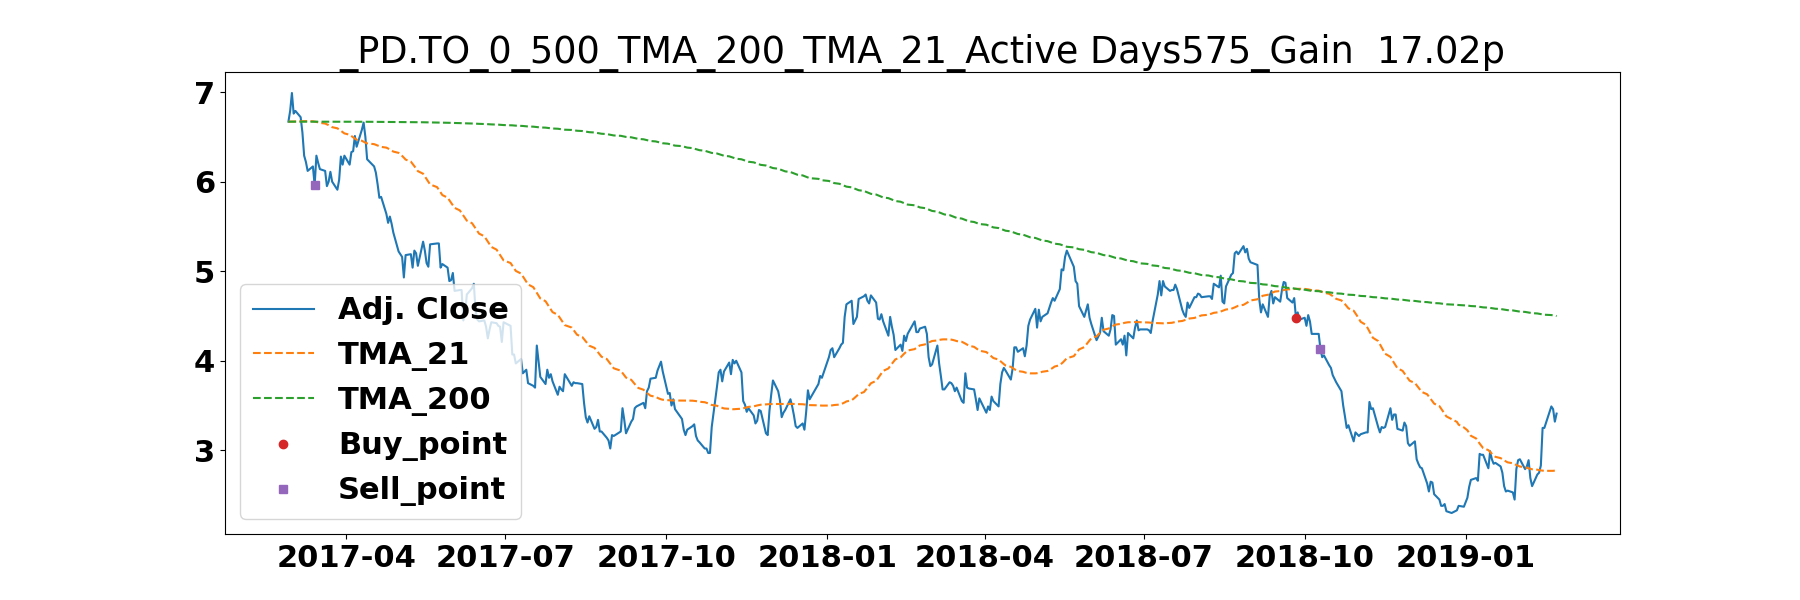 _PD.TO_0_500_TMA_200_TMA_21_Active Days575_Gain  17.02p
7
6
5
4
3
Adj. Close
TMA_21
TMA_200
Buy_point
Sell_point
2017-04 2017-07 2017-10 2018-01 2018-04 2018-07 2018-10 2019-01